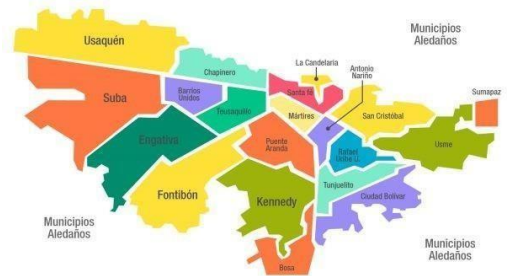 Municipios
Aledaños
Usaquén
La Candelaria
Antonio
Nariño
Chapinero
Sumapaz
Suba
Barrios
Unidos
Santa fé
Teusaquillo
Mártires
San Cristóbal
Engativa
Puente
Aranda
Rafael
Uribe U.
Usme
Fontibón
Kennedy
Tunjuelito
Ciudad Bolívar
Municipios
Aledaños
Municipios
Aledaños
Bosa